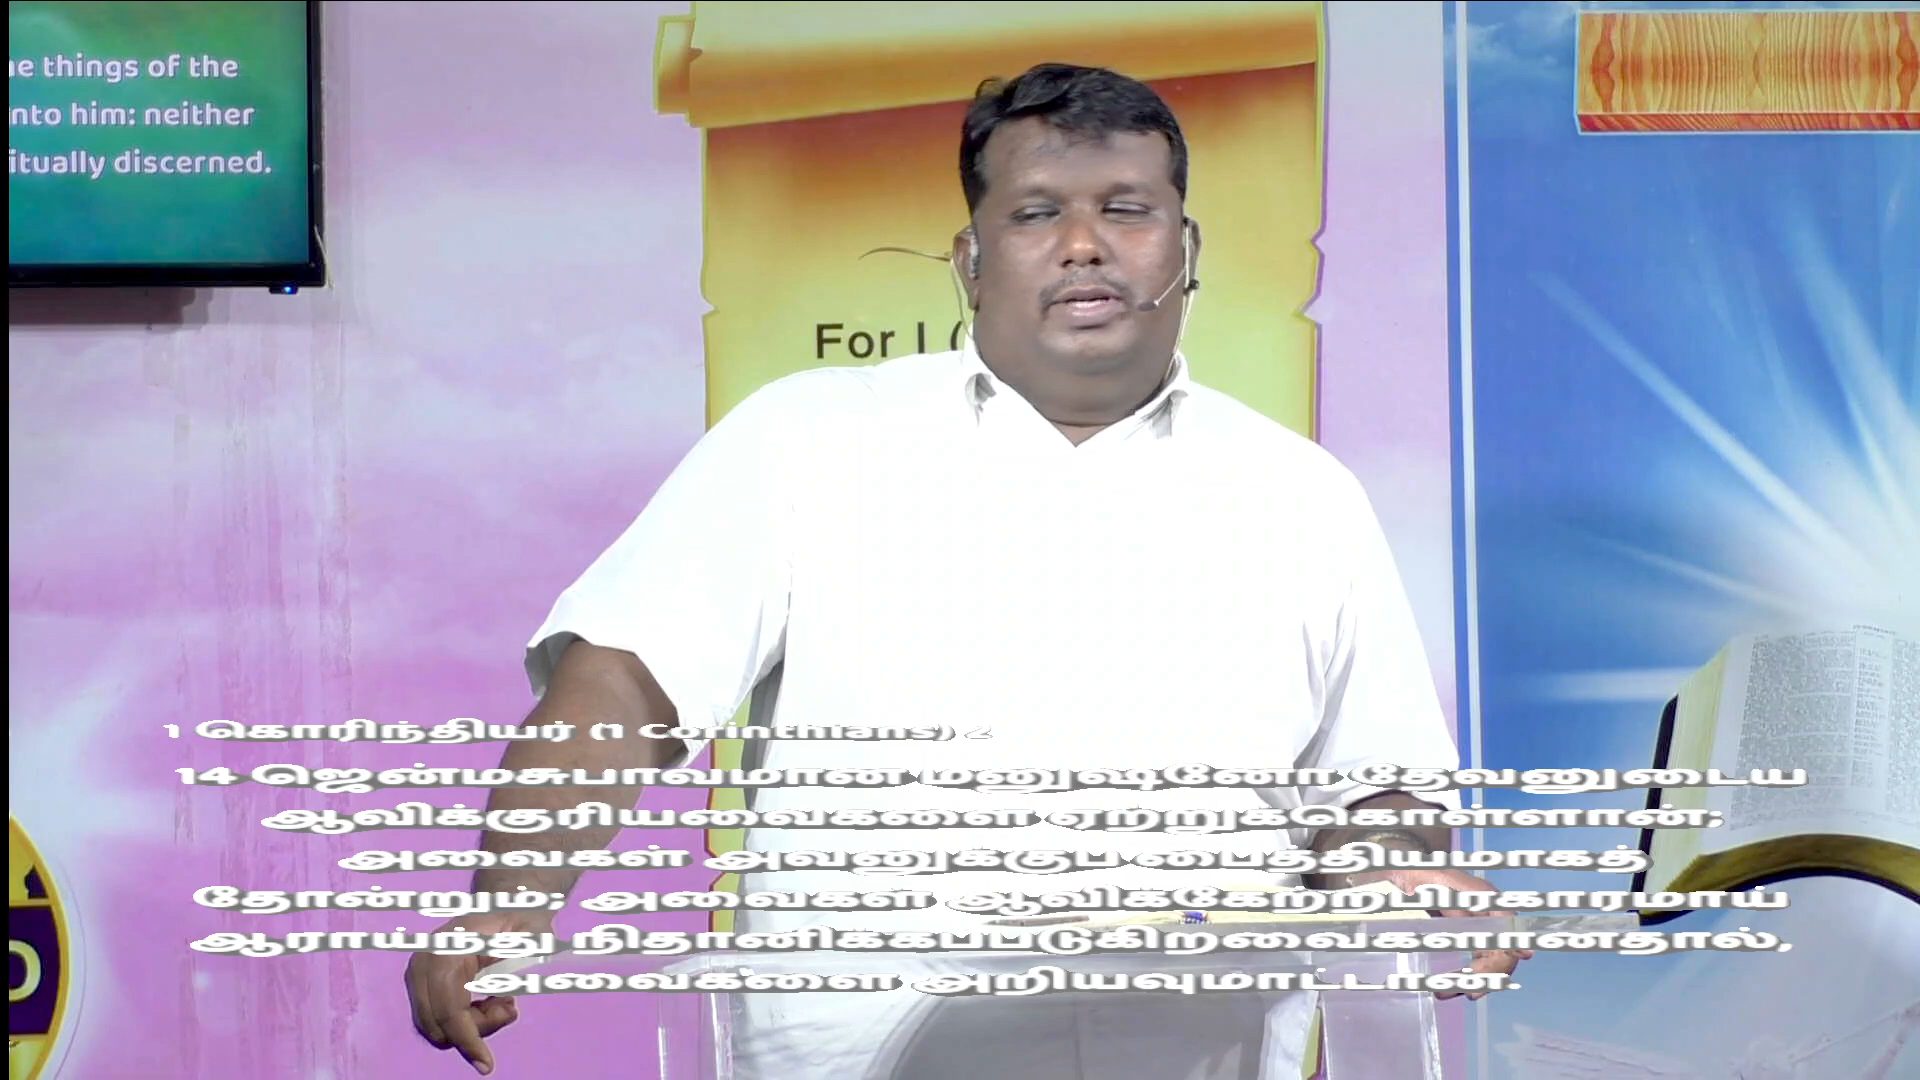 he things of the
nto him: neither
itually discerned.
For I
1 கொரிந்தியர் (1 Corinthians) 2
14 ஜென்மசுபாவமான மனுஷனோ தேவனுடைய
ஆவிக்குரியவைகளை ஏற்றுக்கொள்ளான்;
அவைகள் அவனுக்குப் பைத்தியமாகத்
தோன்றும்; அவைகள் ஆவிக்கேற்றபிரகாரமாய்
ஆராய்ந்து நிதானிக்கப்படுகிறவைகளானதால்,
அவைகளை அறியவுமாட்டான்.